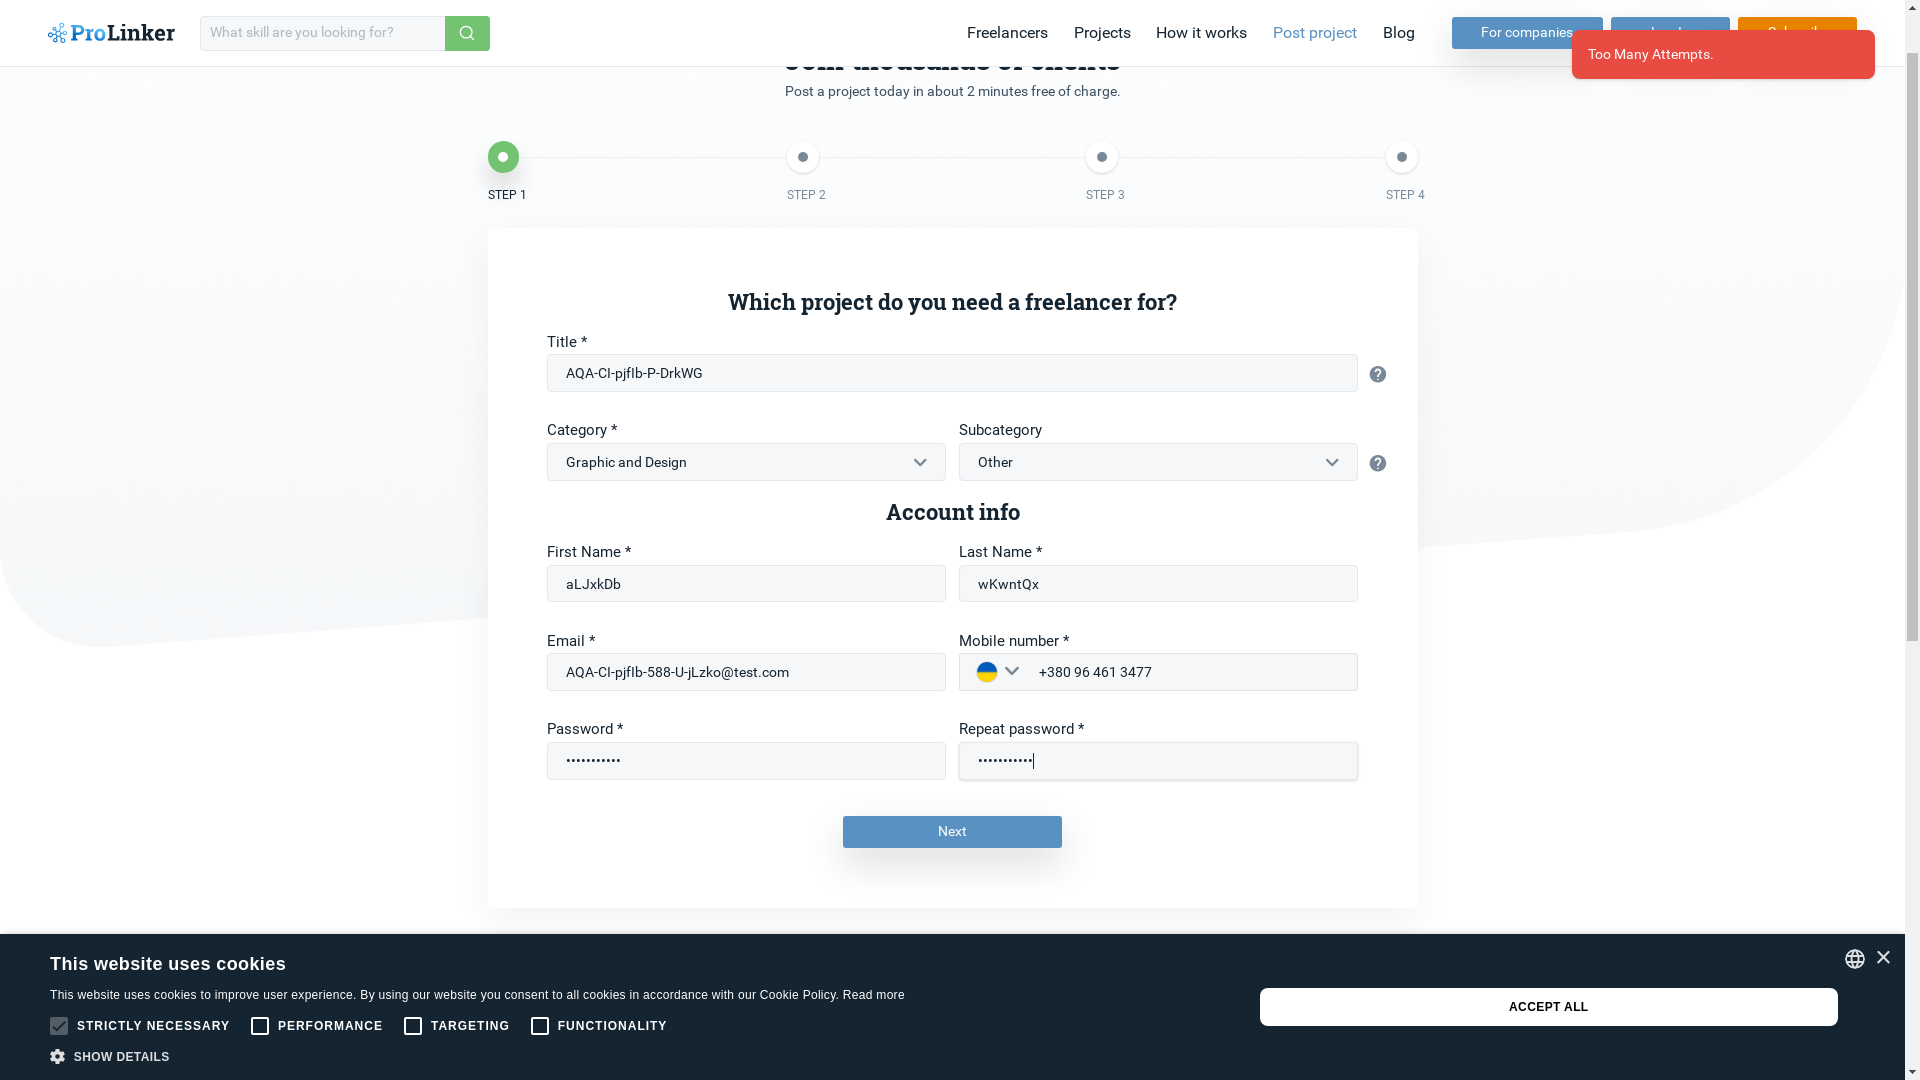 ProLinker
What skill are you looking for?
Freelancers
Projects
How it works
Post project
Blog
For companies
Too Many Attempts.
Post a project today in about 2 minutes free of charge.
STEP 1
STEP 2
STEP 3
STEP 4
Which project do you need a freelancer for?
Title *
AQA-CI-pjfIb-P-DrkWG
Category *
Subcategory
Graphic and Design
Other
Account info
First Name *
Last Name *
aLJxkDb
wKwntQx
Email *
Mobile number *
AQA-CI-pjfIb-588-U-jLzko@test.com
+380 96 461 3477
Password *
Repeat password *
•••••••••••
•••••••••••
Next
This website uses cookies
This website uses cookies to improve user experience. By using our website you consent to all cookies in accordance with our Cookie Policy. Read more
STRICTLY NECESSARY
PERFORMANCE
TARGETING
FUNCTIONALITY
SHOW DETAILS
ACCEPT ALL